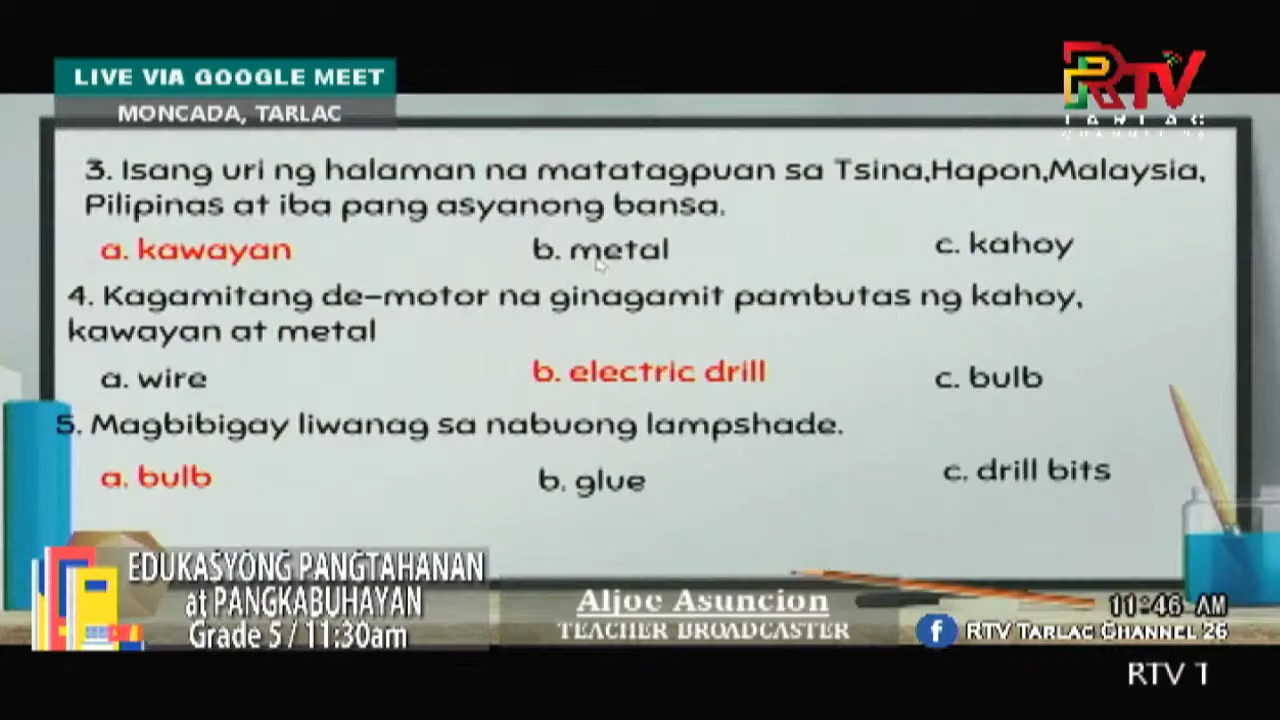 LIVE VIA GOOGLE MEET
MONCADA, TARLAC
RTV
TARLAC
CHANNEL 26
3. Isang uri ng halaman na matatagpuan sa Tsina,Hapon,Malaysia,
Pilipinas at iba pang asyanong bansa.
a. kawayan b. metal c. kahoy
4. Kagamitang de-motor na ginagamit pambutas ng kahoy,
kawayan at metal
a. wire b. electric drill c. bulb
5. Magbibigay liwanag sa nabuong lampshade.
a. bulb b. glue c. drill bits
EDUKASYONG PANGTAHANAN
at PANGKABUHAYAN
Grade 5 / 11:30am
Aljoe Asuncion
TEACHER BROADCASTER
11:46 AM
RTV TARLAC CHANNEL 26
RTV T